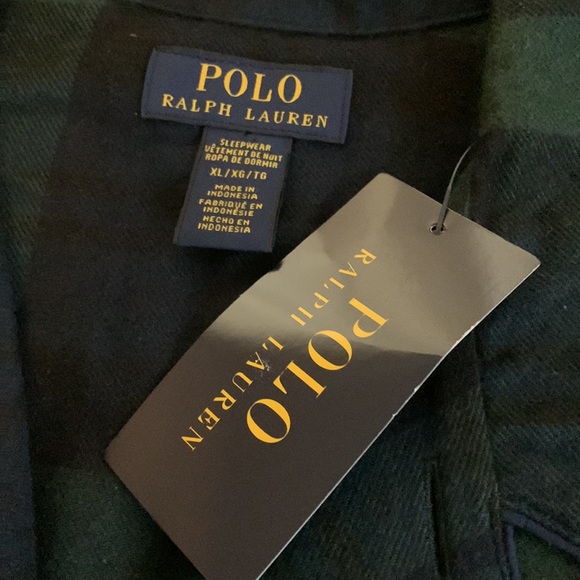 POLO
RALPH LAUREN
SLEEPWEAR
VÊTEMENT DE NUIT
ROPA DE DORMIR
XL/XG/TG
MADE IN
INDONESIA
FABRIQUÉ EN
INDONÉSIE
HECHO EN
INDONESIA
POLO
RALPH LAUREN